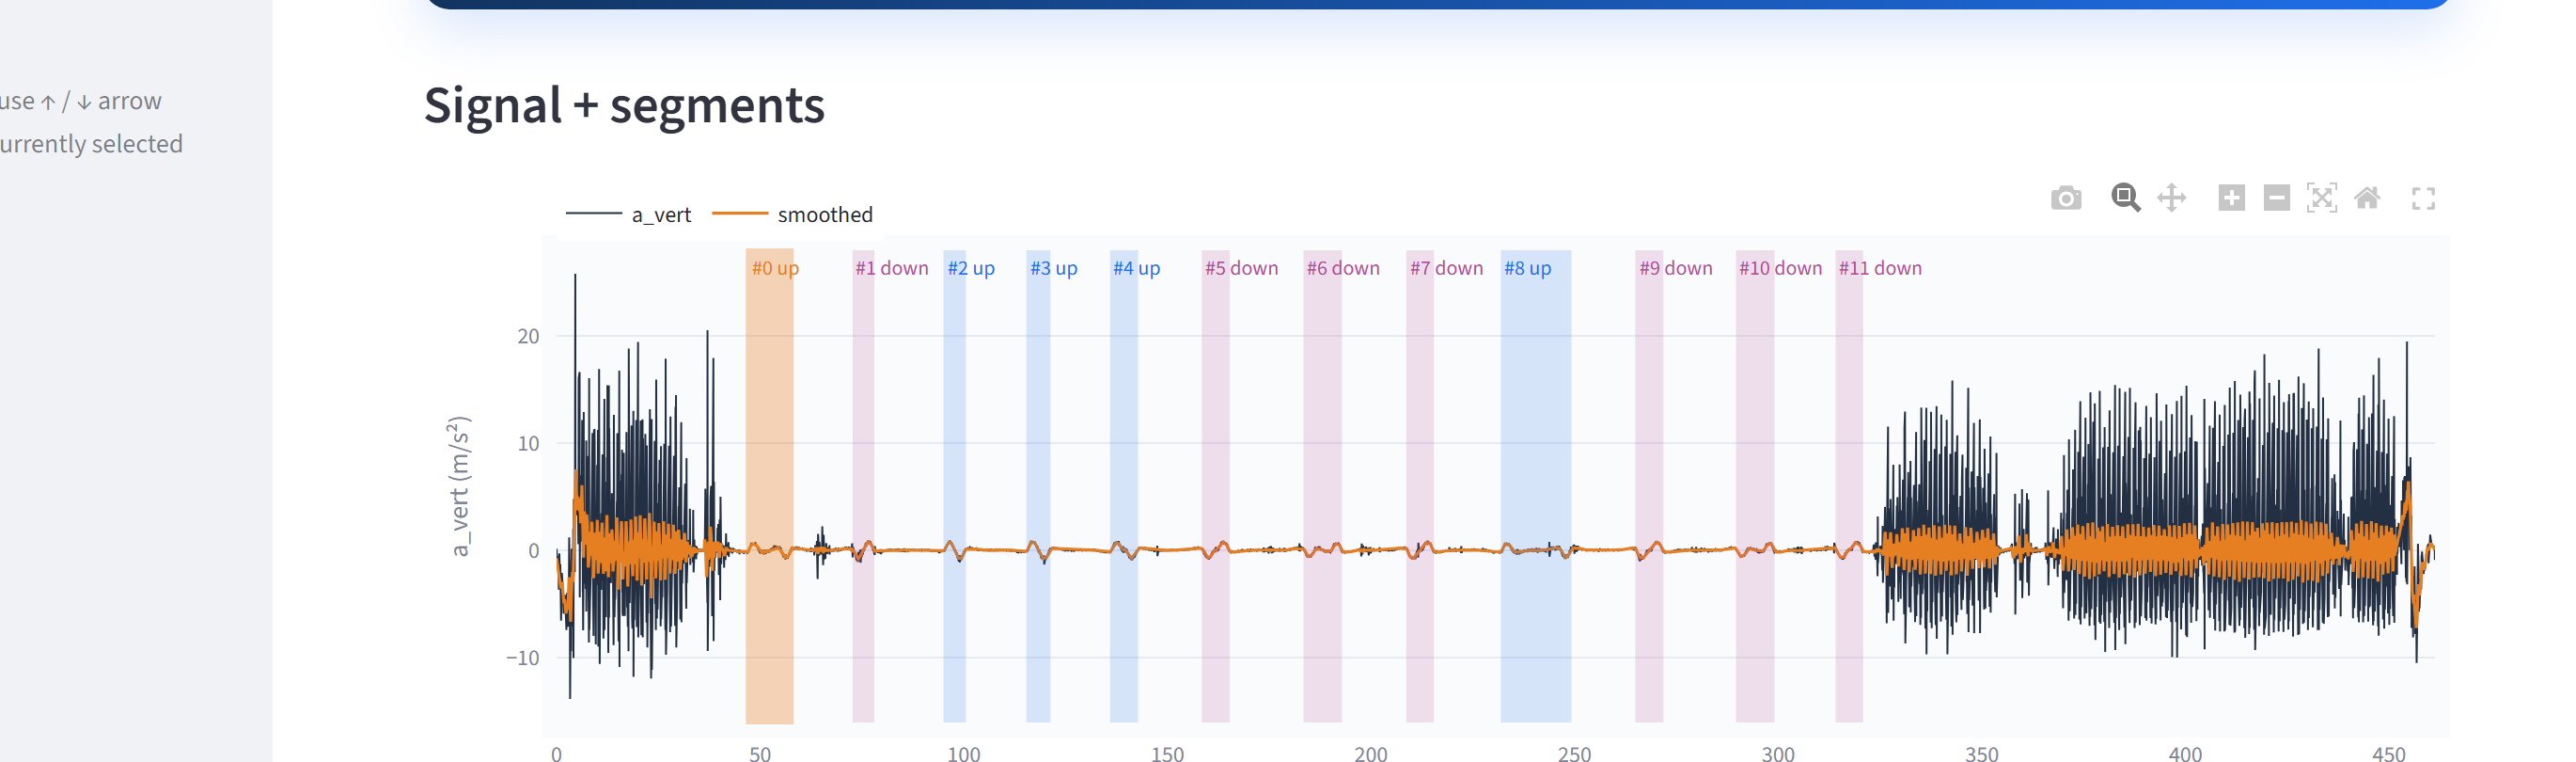 use ↑ / ↓ arrow
urrently selected
Signal + segments
a_vert smoothed
#0 up #1 down #2 up #3 up #4 up #5 down #6 down #7 down #8 up #9 down #10 down #11 down
20
10
0
−10
a_vert (m/s²)
0 50 100 150 200 250 300 350 400 450